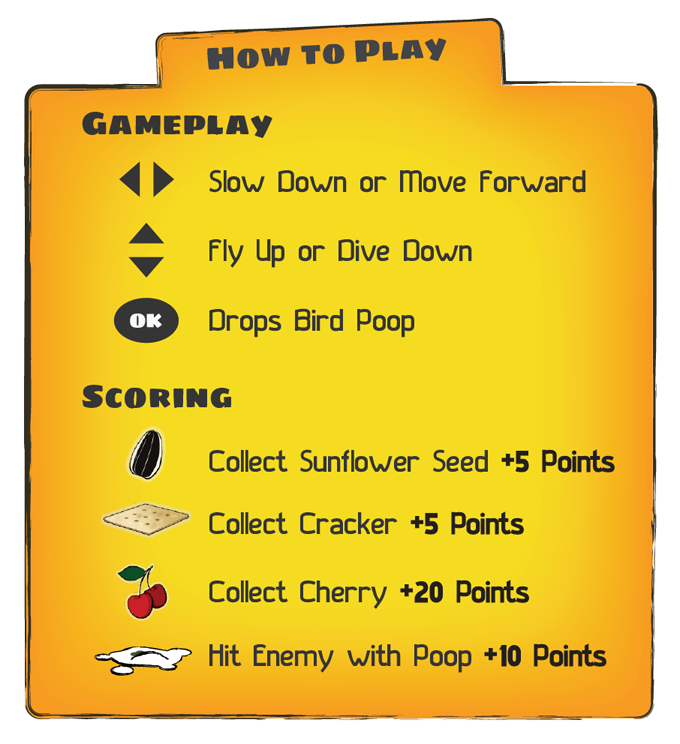 How to Play
Gameplay
Slow Down or Move Forward
Fly Up or Dive Down
OK Drops Bird Poop
Scoring
Collect Sunflower Seed +5 Points
Collect Cracker +5 Points
Collect Cherry +20 Points
Hit Enemy with Poop +10 Points